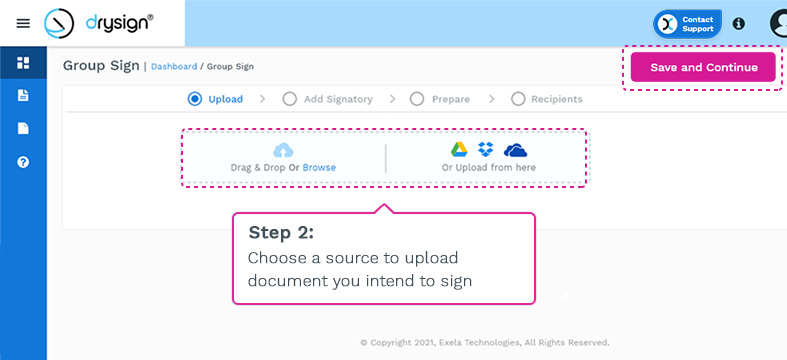 drysign®
Contact
Support
Group Sign | Dashboard / Group Sign
Save and Continue
Upload > Add Signatory > Prepare > Recipients
Drag & Drop Or Browse
Or Upload from here
Step 2:
Choose a source to upload
document you intend to sign
© Copyright 2021, Exela Technologies, All Rights Reserved.